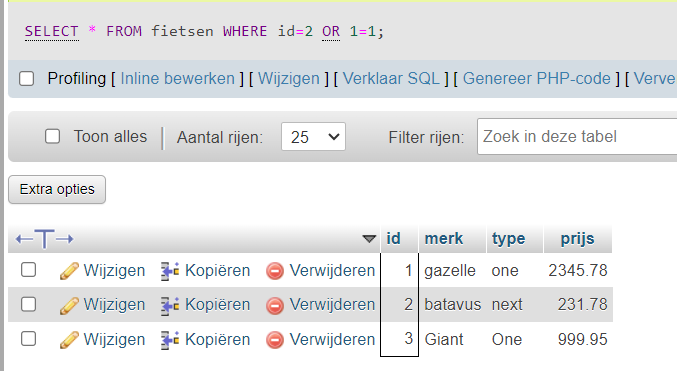 SELECT * FROM fietsen WHERE id=2 OR 1=1;
Profiling [ Inline bewerken ] [ Wijzigen ] [ Verklaar SQL ] [ Genereer PHP-code ] [ Verve
Toon alles Aantal rijen: 25 Filter rijen: Zoek in deze tabel
Extra opties
id merk type prijs
Wijzigen Kopiëren Verwijderen 1 gazelle one 2345.78
Wijzigen Kopiëren Verwijderen 2 batavus next 231.78
Wijzigen Kopiëren Verwijderen 3 Giant One 999.95